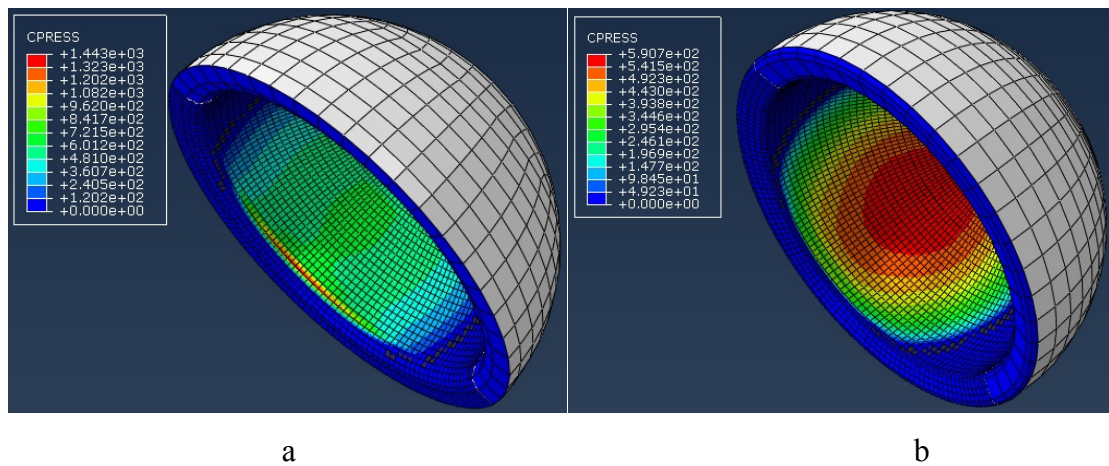 CPRESS
+1.443e+03
+1.323e+03
+1.202e+03
+1.082e+03
+9.620e+02
+8.417e+02
+7.215e+02
+6.012e+02
+4.810e+02
+3.607e+02
+2.405e+02
+1.202e+02
+0.000e+00
CPRESS
+5.907e+02
+5.415e+02
+4.923e+02
+4.430e+02
+3.938e+02
+3.446e+02
+2.954e+02
+2.461e+02
+1.969e+02
+1.477e+02
+9.845e+01
+4.923e+01
+0.000e+00
a
b